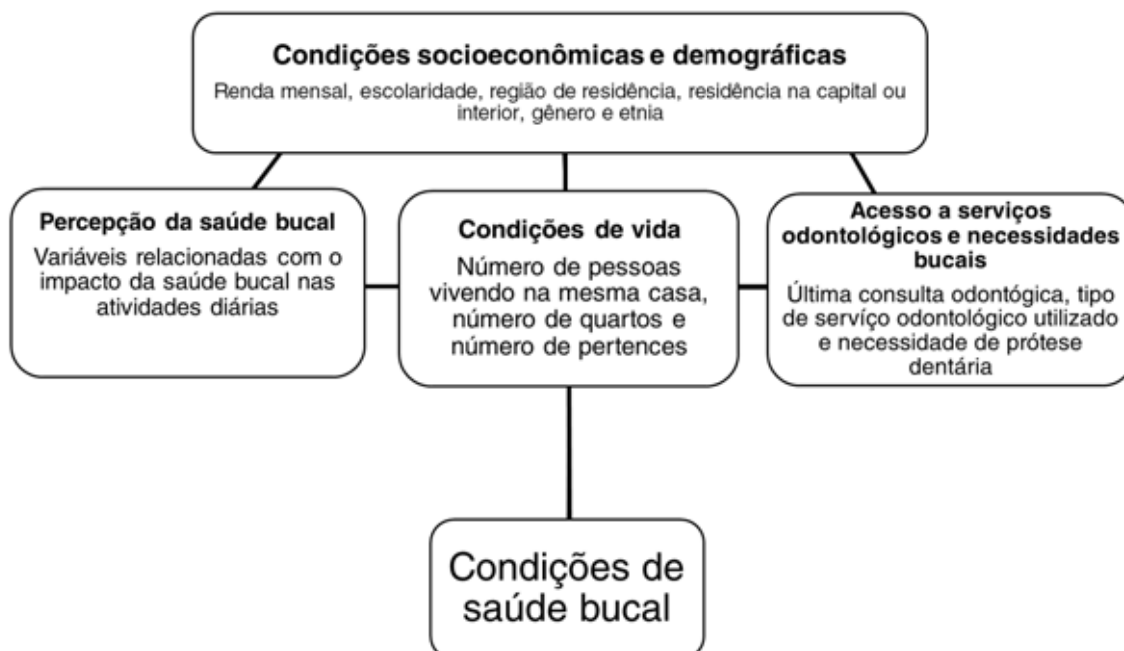 Condições socioeconômicas e demográficas
Renda mensal, escolaridade, região de residência, residência na capital ou
interior, gênero e etnia
Percepção da saúde bucal
Variáveis relacionadas com o
impacto da saúde bucal nas
atividades diárias
Condições de vida
Número de pessoas
vivendo na mesma casa,
número de quartos e
número de pertences
Acesso a serviços
odontológicos e necessidades
bucais
Última consulta odontógica, tipo
de servíço odontológico utilizado
e necessidade de prótese
dentária
Condições de
saúde bucal